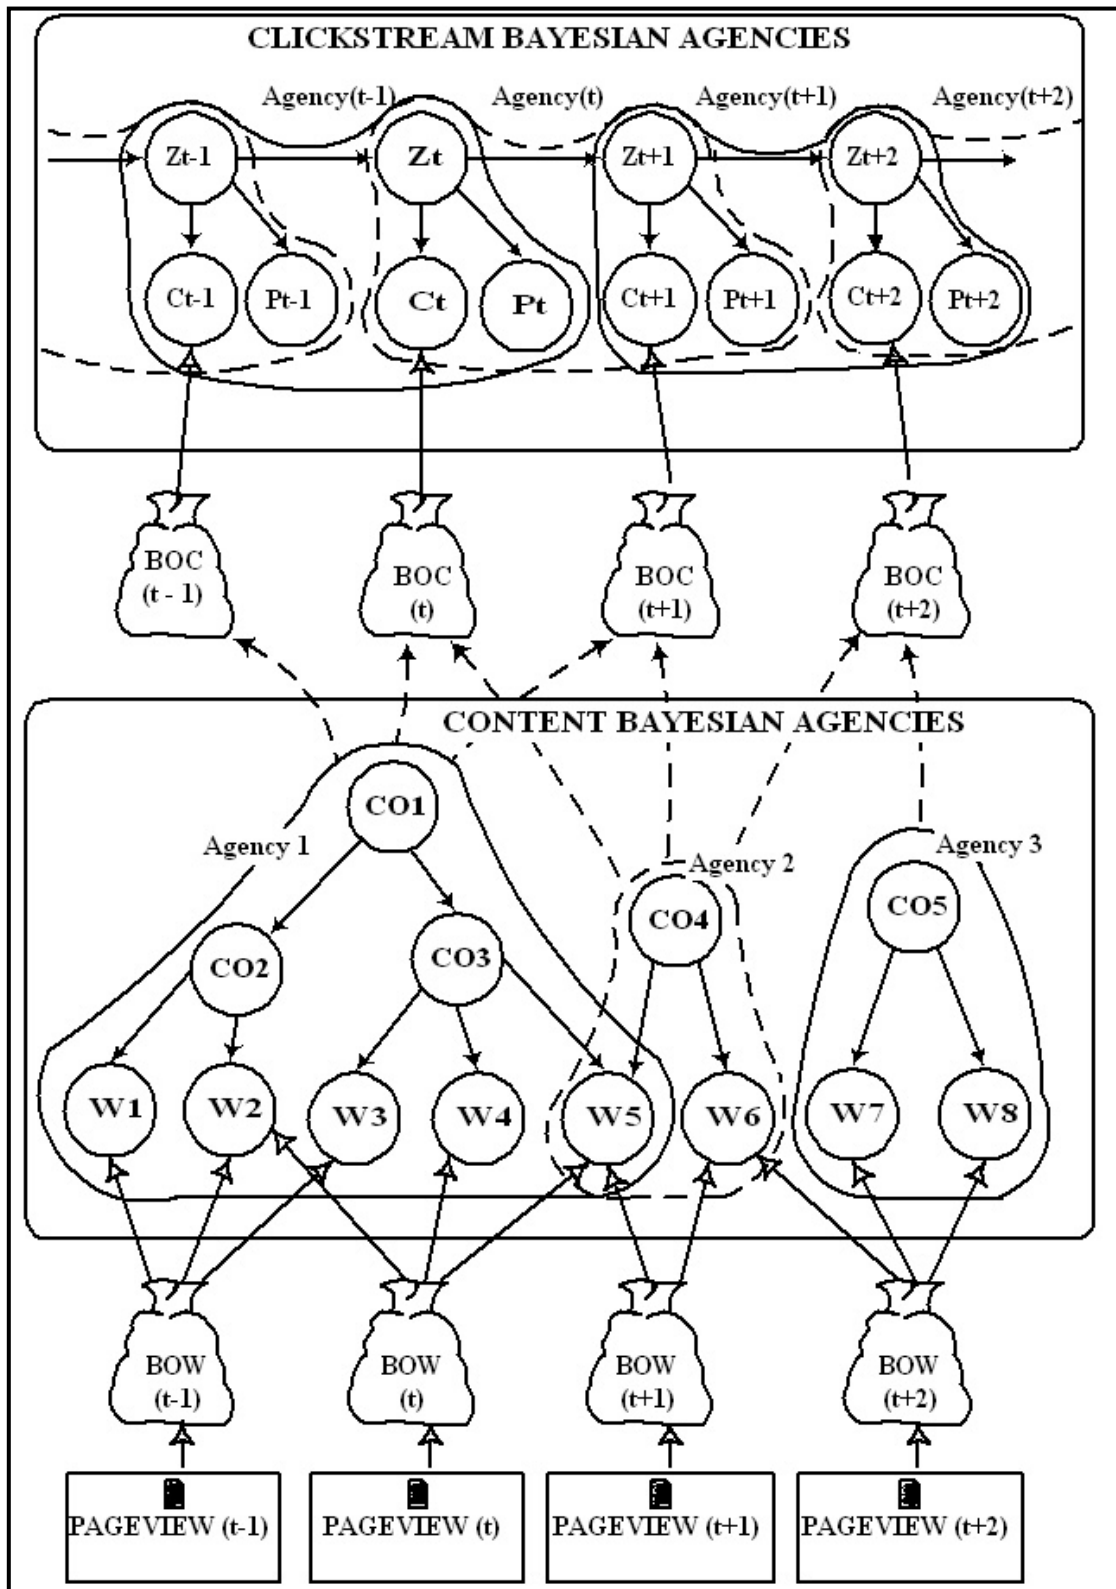 CLICKSTREAM BAYESIAN AGENCIES
Agency(t-1) Agency(t) Agency(t+1) Agency(t+2)
Zt-1 Zt Zt+1 Zt+2
Ct-1 Pt-1 Ct Pt Ct+1 Pt+1 Ct+2 Pt+2
BOC
(t - 1)
BOC
(t)
BOC
(t+1)
BOC
(t+2)
CONTENT BAYESIAN AGENCIES
CO1
Agency 1 Agency 2 Agency 3
CO4 CO5
CO2 CO3
W1 W2 W3 W4 W5 W6 W7 W8
BOW
(t-1)
BOW
(t)
BOW
(t+1)
BOW
(t+2)
PAGEVIEW (t-1) PAGEVIEW (t) PAGEVIEW (t+1) PAGEVIEW (t+2)